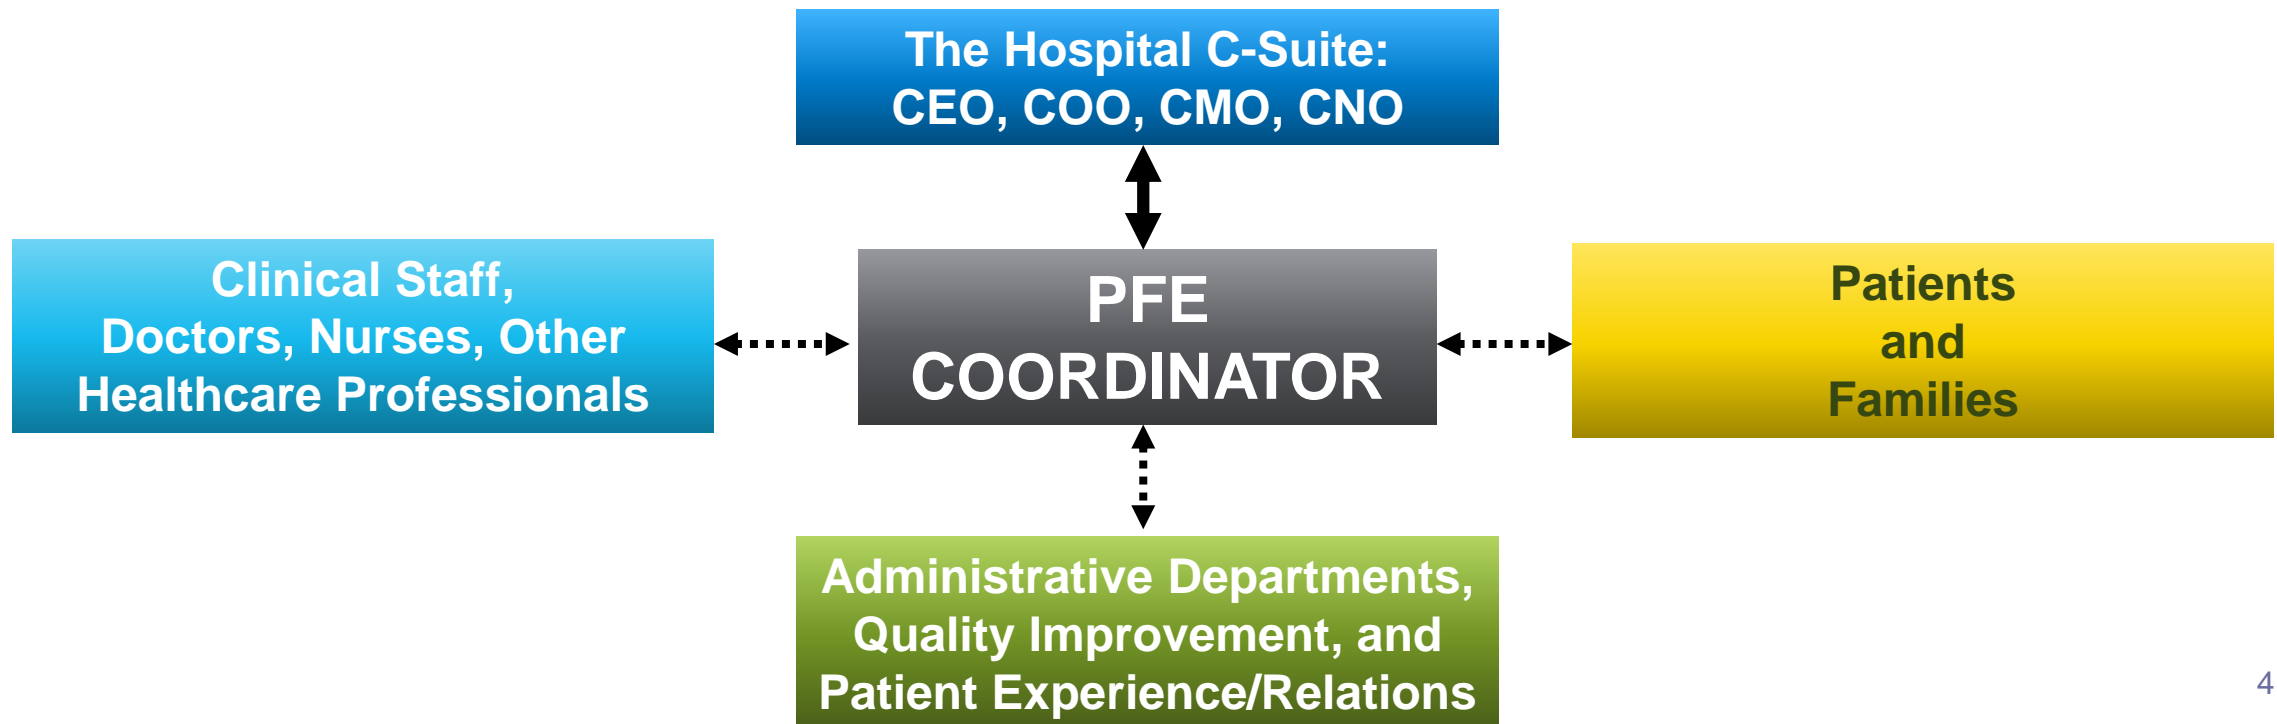 The Hospital C-Suite:
CEO, COO, CMO, CNO
Clinical Staff,
Doctors, Nurses, Other
Healthcare Professionals
PFE
COORDINATOR
Patients
and
Families
Administrative Departments,
Quality Improvement, and
Patient Experience/Relations
4